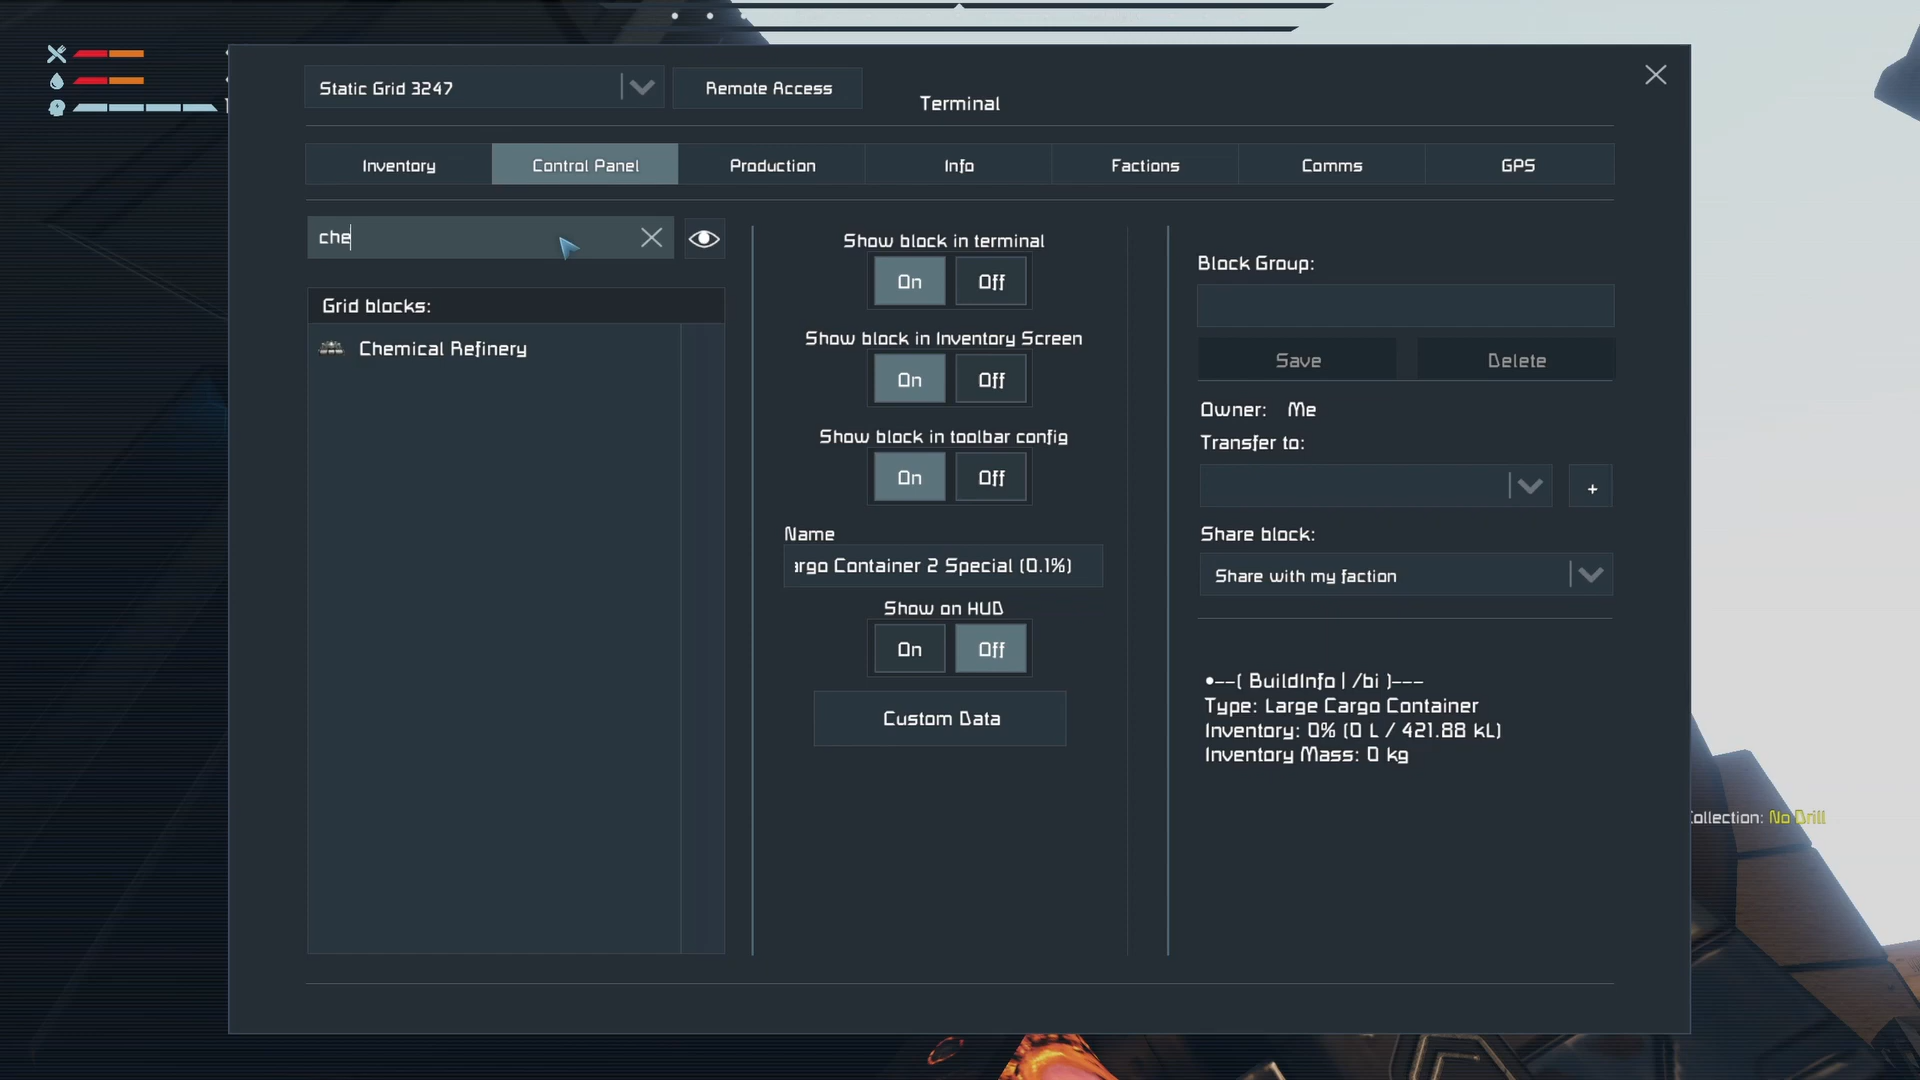 Static Grid 3247
Remote Access
Terminal
Inventory
Control Panel
Production
Info
Factions
Comms
GPS
che
Grid blocks:
Chemical Refinery
Show block in terminal
On Off
Show block in Inventory Screen
On Off
Show block in toolbar config
On Off
Name
argo Container 2 Special (0.1%)
Show on HUD
On Off
Custom Data
Block Group:
Save
Delete
Owner: Me
Transfer to:
+
Share block:
Share with my faction
•--( BuildInfo | /bi )---
Type: Large Cargo Container
Inventory: 0% (0 L / 421.88 kL)
Inventory Mass: 0 kg
Collection: No Drill